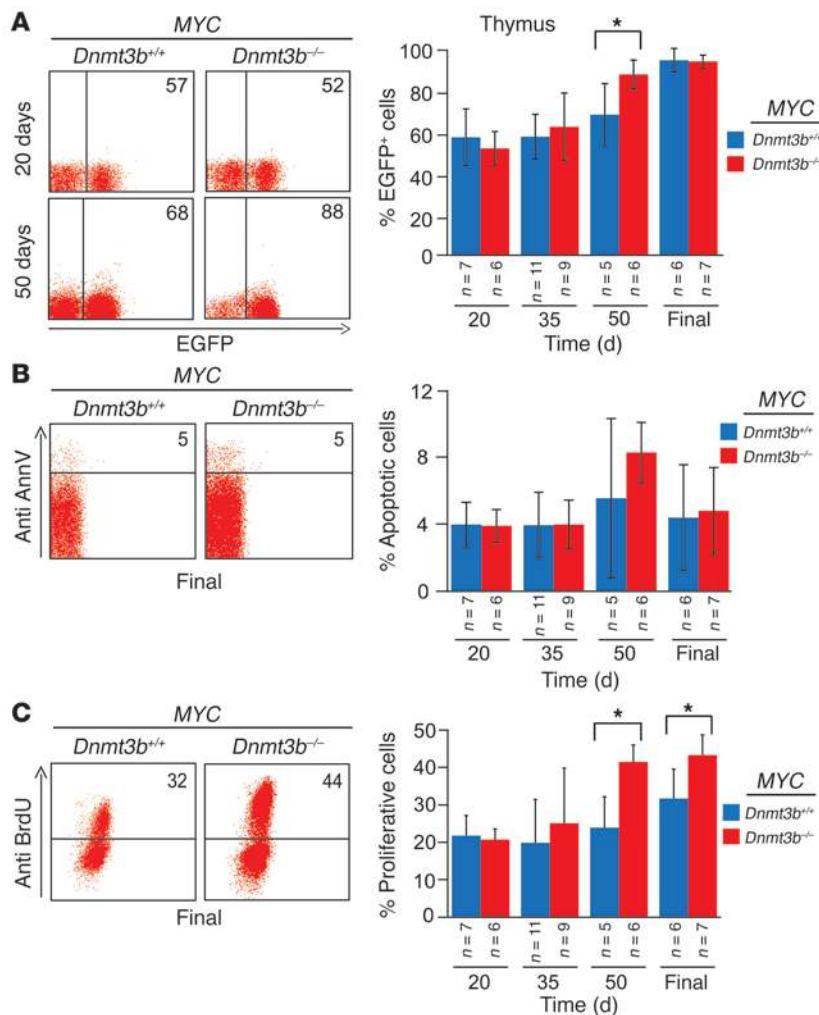 A
MYC
Dnmt3b+/+
Dnmt3b–/–
20 days
57
52
50 days
68
88
EGFP
Thymus
% EGFP+ cells
100
80
60
40
20
0
*
MYC
Dnmt3b+/+
Dnmt3b–/–
n = 7
n = 6
n = 11
n = 9
n = 5
n = 6
n = 6
n = 7
20
35
50
Final
Time (d)
B
MYC
Dnmt3b+/+
Dnmt3b–/–
Anti AnnV
5
5
Final
% Apoptotic cells
12
8
4
0
MYC
Dnmt3b+/+
Dnmt3b–/–
n = 7
n = 6
n = 11
n = 9
n = 5
n = 6
n = 6
n = 7
20
35
50
Final
Time (d)
C
MYC
Dnmt3b+/+
Dnmt3b–/–
Anti BrdU
32
44
Final
% Proliferative cells
50
40
30
20
10
0
*
*
MYC
Dnmt3b+/+
Dnmt3b–/–
n = 7
n = 6
n = 11
n = 9
n = 5
n = 6
n = 6
n = 7
20
35
50
Final
Time (d)